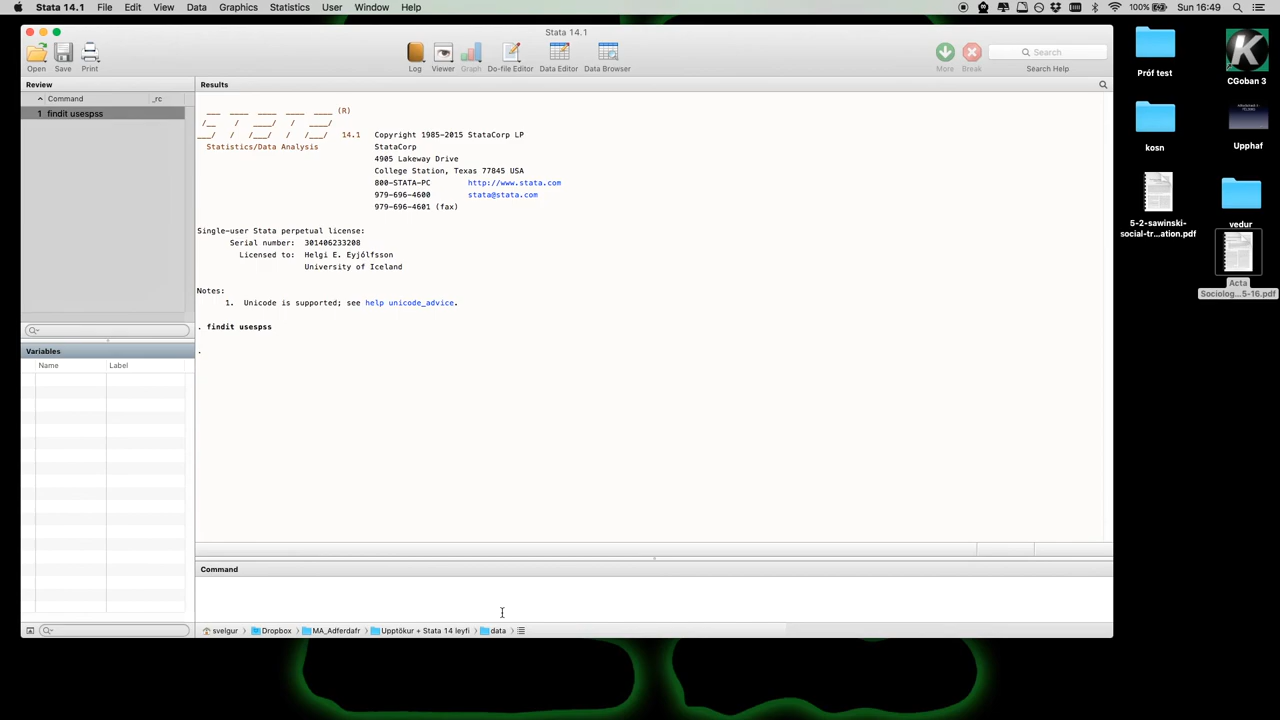 Stata 14.1 File Edit View Data Graphics Statistics User Window Help 100% Sun 16:49
Stata 14.1
Open Save Print Log Viewer Graph Do-file Editor Data Editor Data Browser More Break Search Help
Search
Review
Results
Command _rc
1 findit usespss
(R)
14.1 Copyright 1985-2015 StataCorp LP
Statistics/Data Analysis StataCorp
4905 Lakeway Drive
College Station, Texas 77845 USA
800-STATA-PC http://www.stata.com
979-696-4600 stata@stata.com
979-696-4601 (fax)
Single-user Stata perpetual license:
Serial number: 301406233208
Licensed to: Helgi E. Eyjólfsson
University of Iceland
Notes:
1. Unicode is supported; see help unicode_advice.
. findit usespss
.
Variables
Name Label
Command
svelgur Dropbox MA_Adferdafr Upptökur + Stata 14 leyfi data
Próf test
CGoban 3
kosn
Upphaf
5-2-sawinski-
social-tr...ation.pdf
vedur
Acta
Sociolog...5-16.pdf